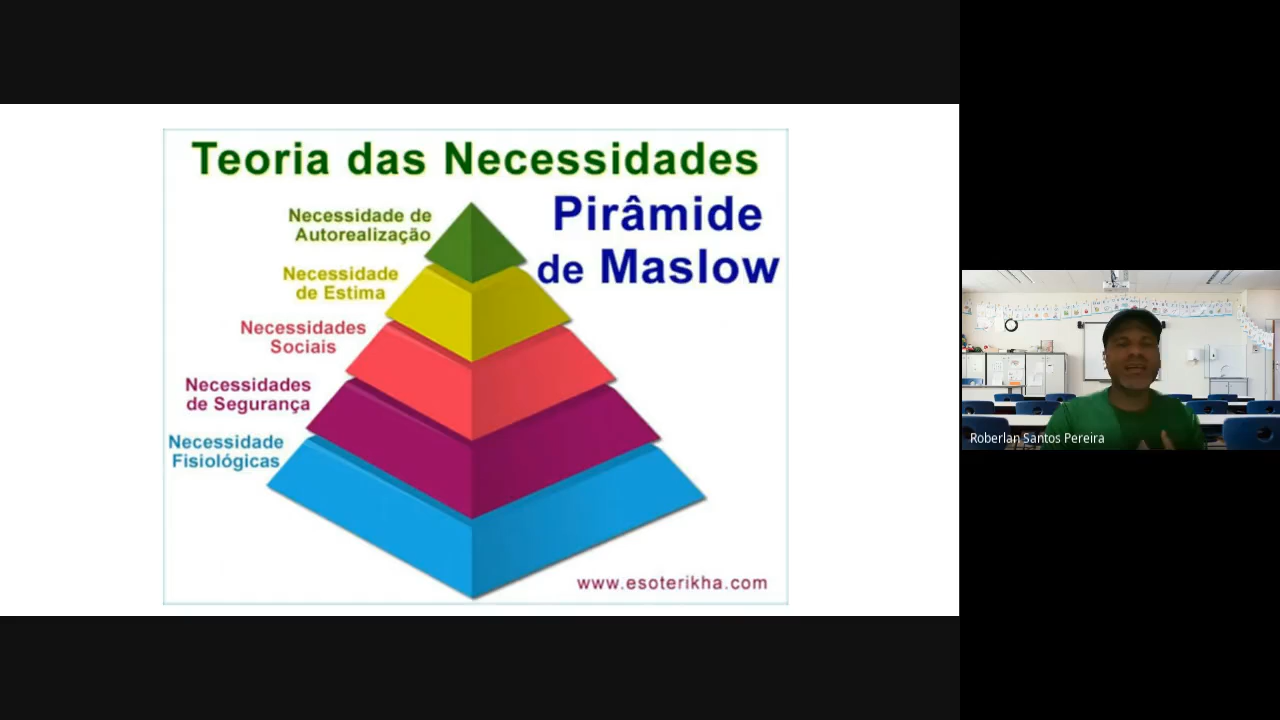 Teoria das Necessidades
Pirâmide
de Maslow
Necessidade de
Autorealização
Necessidade
de Estima
Necessidades
Sociais
Necessidades
de Segurança
Necessidade
Fisiológicas
www.esoterikha.com
Roberlan Santos Pereira